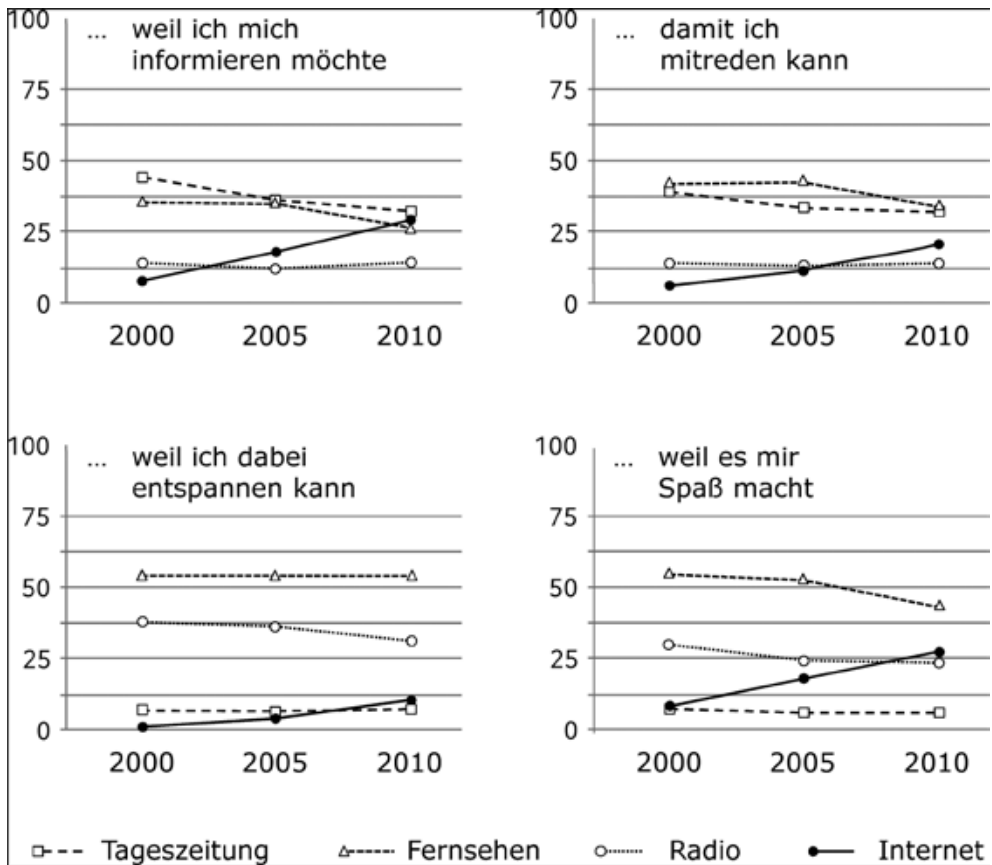 ... weil ich mich
informieren möchte
100
75
50
25
0
2000 2005 2010
... damit ich
mitreden kann
100
75
50
25
0
2000 2005 2010
... weil ich dabei
entspannen kann
100
75
50
25
0
2000 2005 2010
... weil es mir
Spaß macht
100
75
50
25
0
2000 2005 2010
Tageszeitung Fernsehen Radio Internet